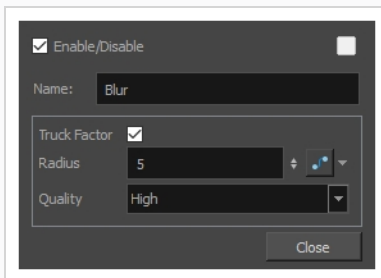 Enable/Disable
Name: Blur
Truck Factor
Radius 5
Quality High
Close